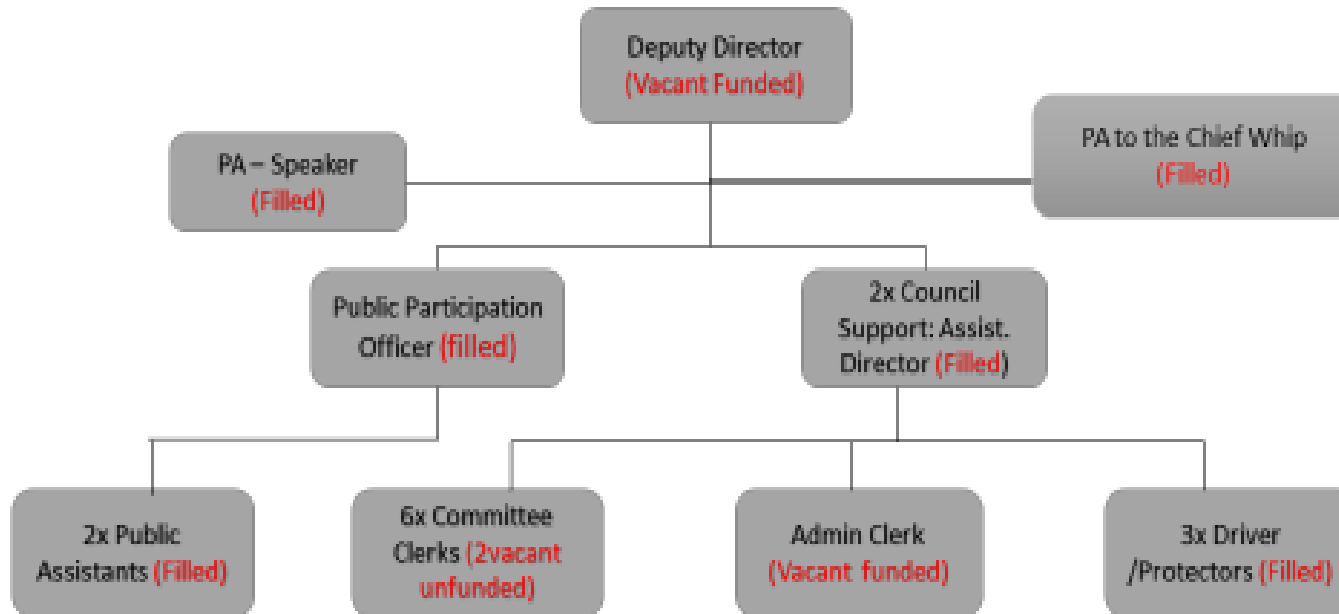 Deputy Director
(Vacant Funded)
PA – Speaker
(Filled)
PA to the Chief Whip
(Filled)
Public Participation
Officer (filled)
2x Council
Support: Assist.
Director (Filled)
2x Public
Assistants (Filled)
6x Committee
Clerks (2vacant
unfunded)
Admin Clerk
(Vacant funded)
3x Driver
/Protectors (Filled)